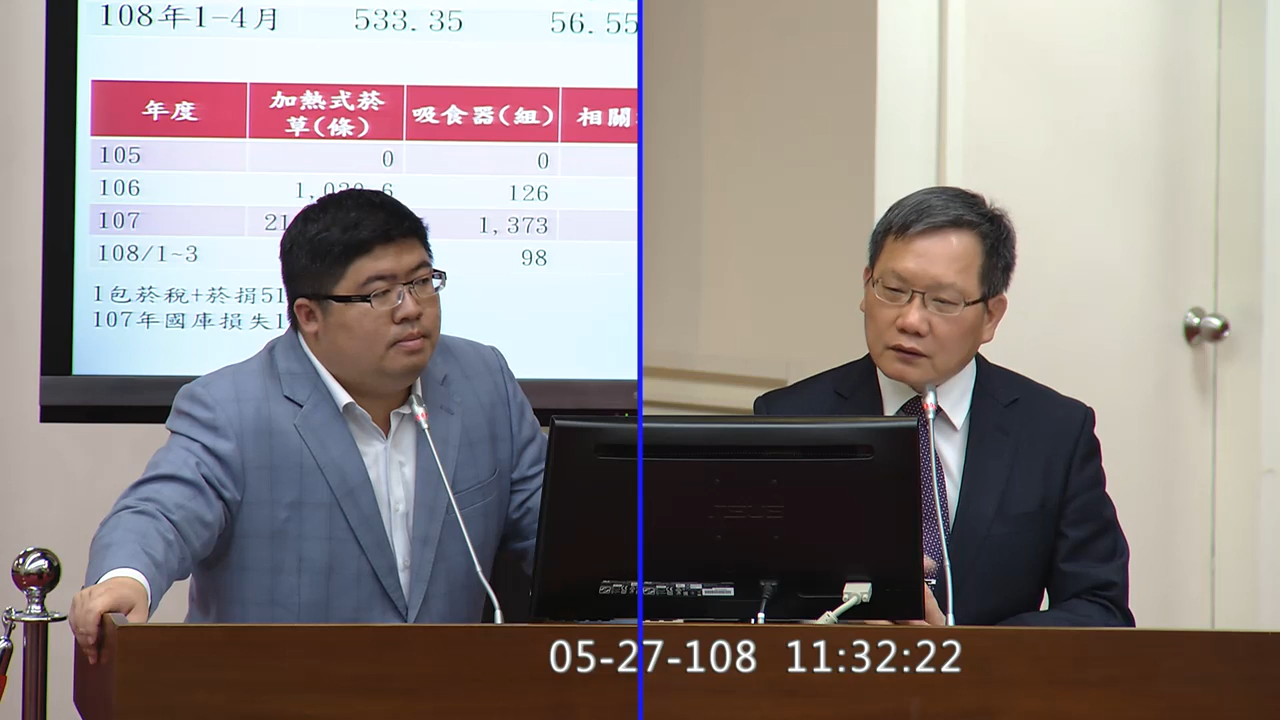 108年1-4月 533.35 56.55
年度 加熱式菸草(條) 吸食器(組) 相關
105 0 0
106 126
107 21 1,373
108/1~3 98
1包菸稅+菸捐51
107年國庫損失1
05-27-108 11:32:22